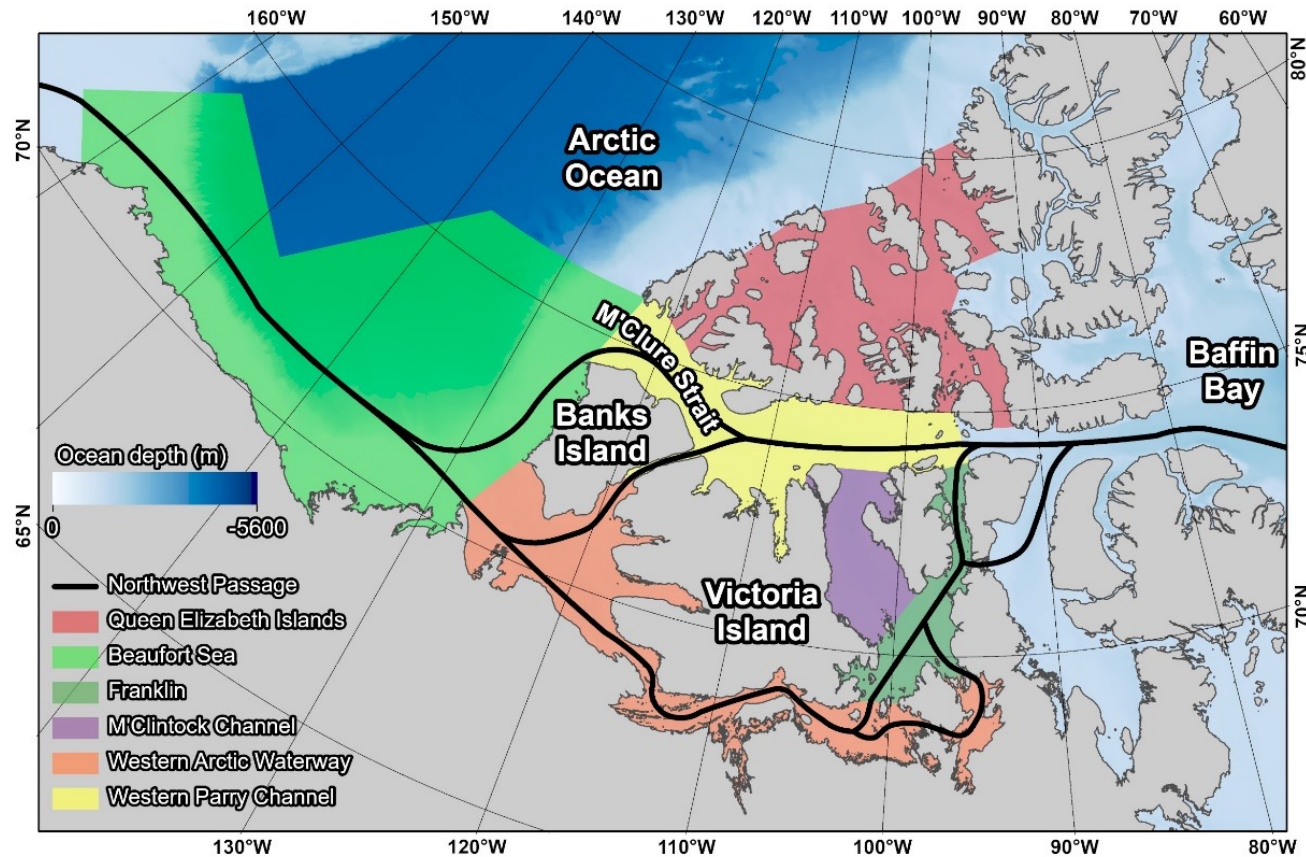 160°W 150°W 140°W 130°W 120°W 110°W 100°W 90°W 80°W 70°W 60°W
80°N
70°N
Arctic
Ocean
M'Clure Strait
75°N
Baffin
Bay
Banks
Island
Ocean depth (m)
0 -5600
65°N
Northwest Passage
Queen Elizabeth Islands
Beaufort Sea
Franklin
M'Clintock Channel
Western Arctic Waterway
Western Parry Channel
Victoria
Island
70°N
130°W 120°W 110°W 100°W 90°W 80°W